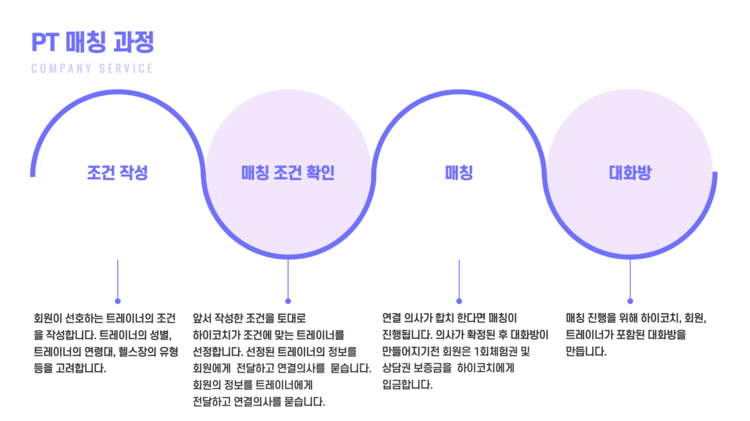 PT 매칭 과정
COMPANY SERVICE
조건 작성
매칭 조건 확인
매칭
대화방
회원이 선호하는 트레이너의 조건
을 작성합니다. 트레이너의 성별,
트레이너의 연령대, 헬스장의 유형
등을 고려합니다.
앞서 작성한 조건을 토대로
하이코치가 조건에 맞는 트레이너를
선정합니다. 선정된 트레이너의 정보를
회원에게 전달하고 연결의사를 묻습니다.
회원의 정보를 트레이너에게
전달하고 연결의사를 묻습니다.
연결 의사가 합치 한다면 매칭이
진행됩니다. 의사가 확정된 후 대화방이
만들어지기전 회원은 1회체험권 및
상담권 보증금을 하이코치에게
입금합니다.
매칭 진행을 위해 하이코치, 회원,
트레이너가 포함된 대화방을
만듭니다.